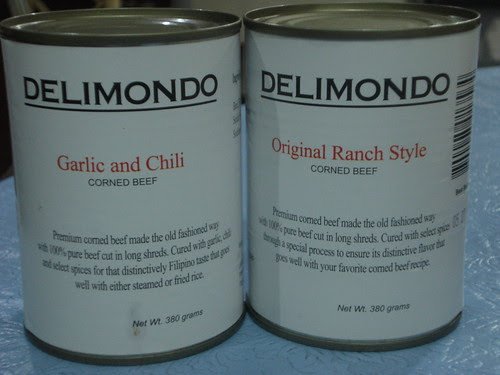 DELIMONDO
Garlic and Chili
CORNED BEEF
Premium corned beef made the old fashioned way
with 100% pure beef cut in long shreds. Cured with garlic, chili
and select spices for that distinctively Filipino taste that goes
well with either steamed or fried rice.
Net Wt. 380 grams
DELIMONDO
Original Ranch Style
CORNED BEEF
Premium corned beef made the old fashioned way
with 100% pure beef cut in long shreds. Cured with select spices
through a special process to ensure its distinctive flavor that
goes well with your favorite corned beef recipe.
Net Wt. 380 grams